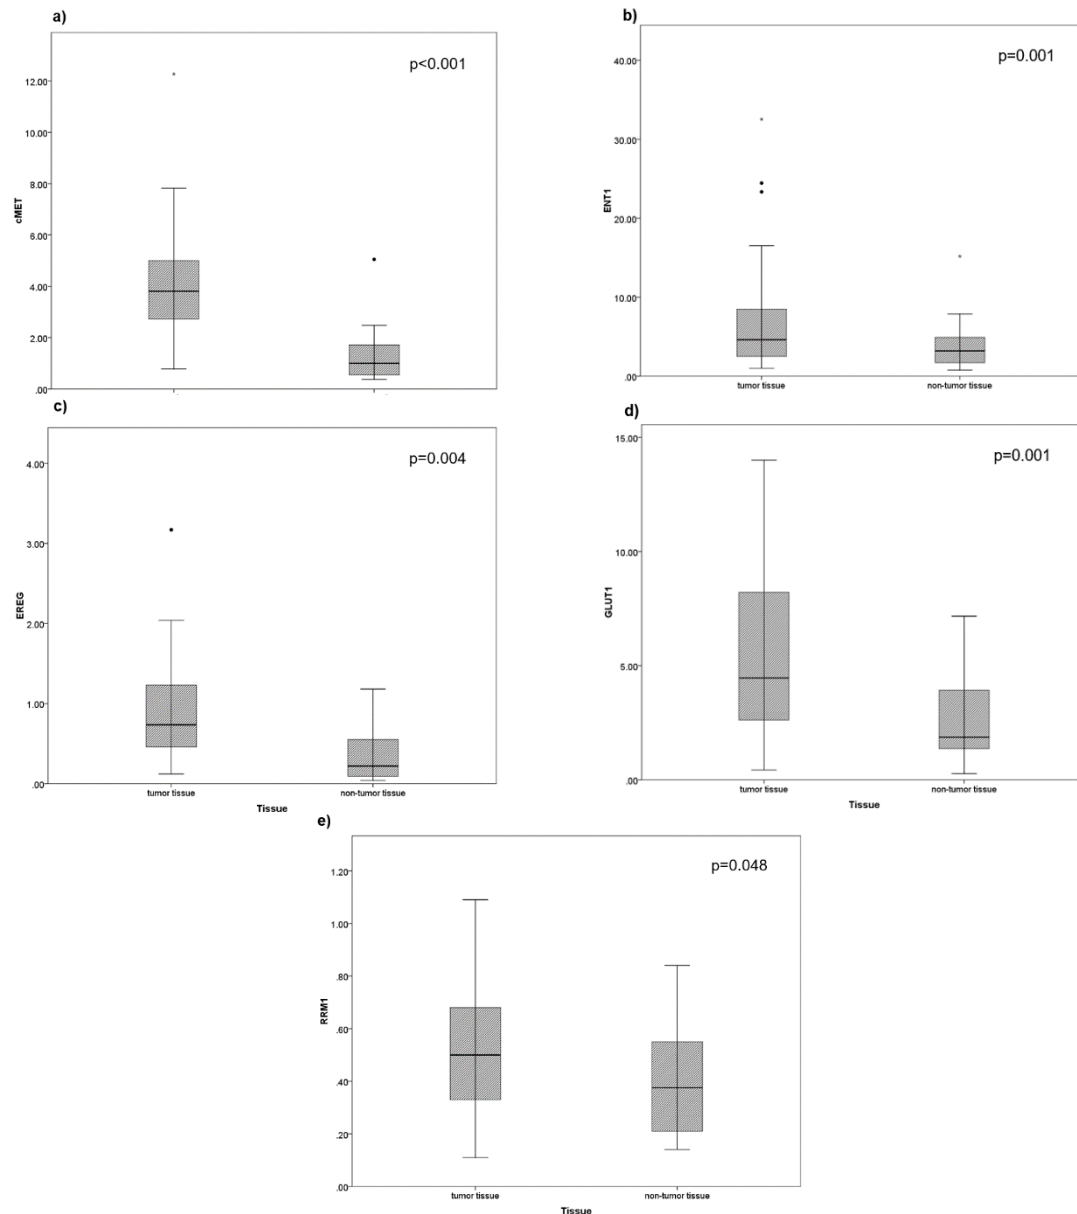 a)
p<0.001
12.00
10.00
8.00
6.00
4.00
2.00
.00
cMET
b)
p=0.001
40.00
30.00
20.00
10.00
.00
ENT1
tumor tissue
non-tumor tissue
c)
p=0.004
4.00
3.00
2.00
1.00
.00
EREG
tumor tissue
non-tumor tissue
Tissue
d)
p=0.001
15.00
10.00
5.00
.00
GLUT1
tumor tissue
non-tumor tissue
Tissue
e)
p=0.048
1.20
1.00
.80
.60
.40
.20
.00
RRM1
tumor tissue
non-tumor tissue
Tissue